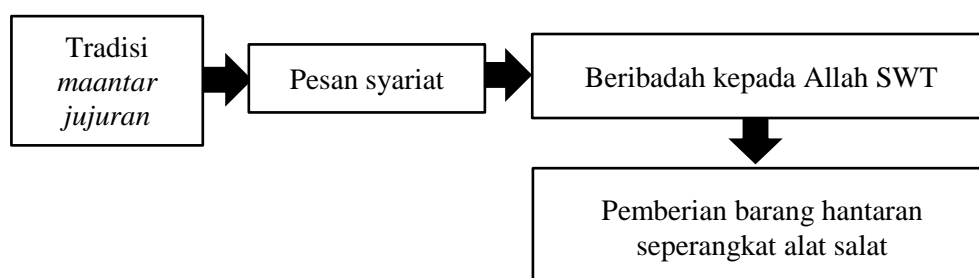 Tradisi
maantar
jujuran
Pesan syariat
Beribadah kepada Allah SWT
Pemberian barang hantaran
seperangkat alat salat